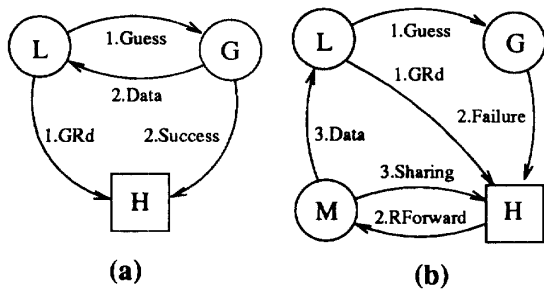 L
1.Guess
G
2.Data
1.GRd
2.Success
H
(a)
L
1.Guess
G
1.GRd
2.Failure
3.Data
3.Sharing
M
2.RForward
H
(b)